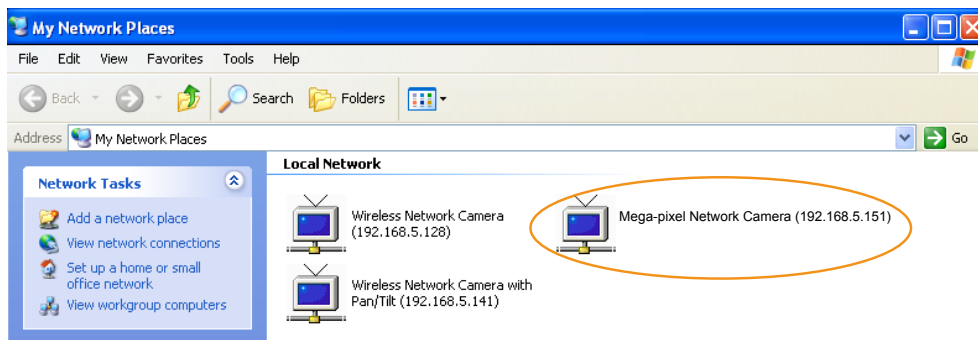 My Network Places
File Edit View Favorites Tools Help
Back Search Folders
Address My Network Places Go
Network Tasks
Add a network place
View network connections
Set up a home or small
office network
View workgroup computers
Local Network
Wireless Network Camera
(192.168.5.128)
Mega-pixel Network Camera (192.168.5.151)
Wireless Network Camera with
Pan/Tilt (192.168.5.141)